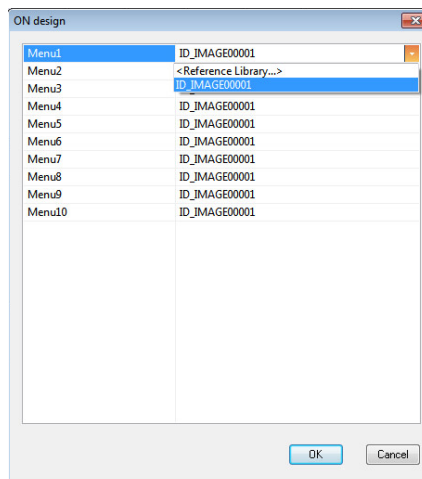 ON design
Menu1 ID_IMAGE00001
Menu2 <Reference Library...>
Menu3 ID_IMAGE00001
Menu4 ID_IMAGE00001
Menu5 ID_IMAGE00001
Menu6 ID_IMAGE00001
Menu7 ID_IMAGE00001
Menu8 ID_IMAGE00001
Menu9 ID_IMAGE00001
Menu10 ID_IMAGE00001
OK Cancel